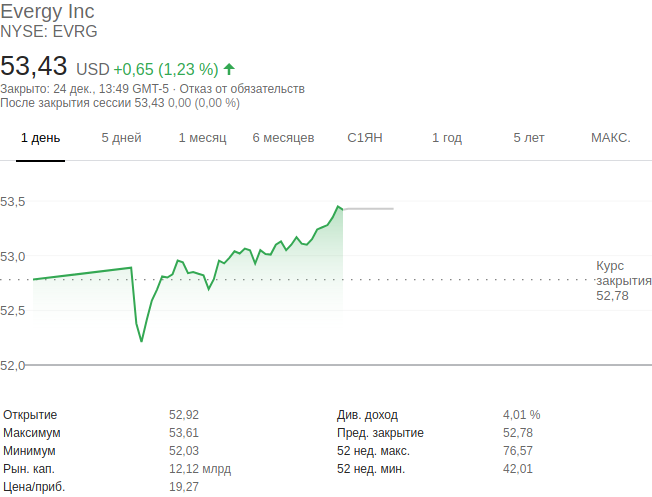 Evergy Inc
NYSE: EVRG
53,43 USD +0,65 (1,23 %)
Закрыто: 24 дек., 13:49 GMT-5 · Отказ от обязательств
После закрытия сессии 53,43 0,00 (0,00 %)
1 день 5 дней 1 месяц 6 месяцев С1ЯН 1 год 5 лет МАКС.
53,5
53,0
52,5
52,0
Курс
закрытия
52,78
Открытие 52,92 Див. доход 4,01 %
Максимум 53,61 Пред. закрытие 52,78
Минимум 52,03 52 нед. макс. 76,57
Рын. кап. 12,12 млрд 52 нед. мин. 42,01
Цена/приб. 19,27